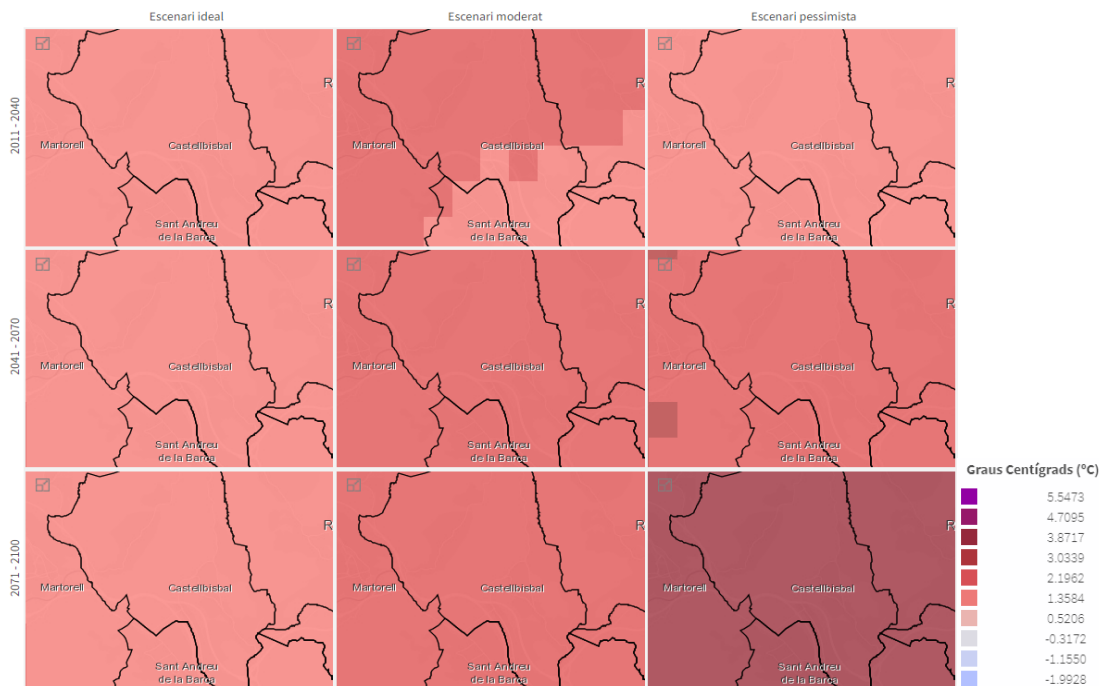 Escenari ideal
Escenari moderat
Escenari pessimista
2011 - 2040
R
Martorell
Castellbisbal
Sant Andreu
de la Barca
R
Martorell
Castellbisbal
Sant Andreu
de la Barca
R
Martorell
Castellbisbal
Sant Andreu
de la Barca
2041 - 2070
R
Martorell
Castellbisbal
Sant Andreu
de la Barca
R
Martorell
Castellbisbal
Sant Andreu
de la Barca
R
Martorell
Castellbisbal
Sant Andreu
de la Barca
2071 - 2100
R
Martorell
Castellbisbal
Sant Andreu
de la Barca
R
Martorell
Castellbisbal
Sant Andreu
de la Barca
R
Martorell
Castellbisbal
Sant Andreu
de la Barca
Graus Centígrads (ºC)
5.5473
4.7095
3.8717
3.0339
2.1962
1.3584
0.5206
-0.3172
-1.1550
-1.9928